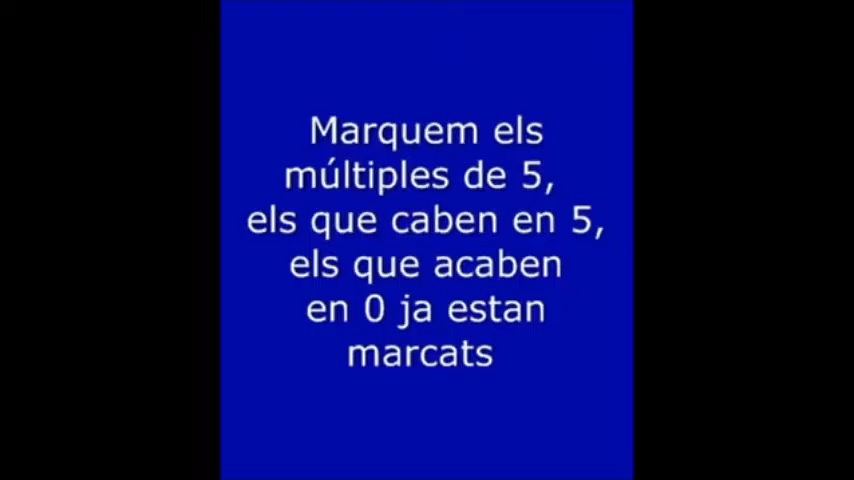 Marquem els
múltiples de 5,
els que caben en 5,
els que acaben
en 0 ja estan
marcats